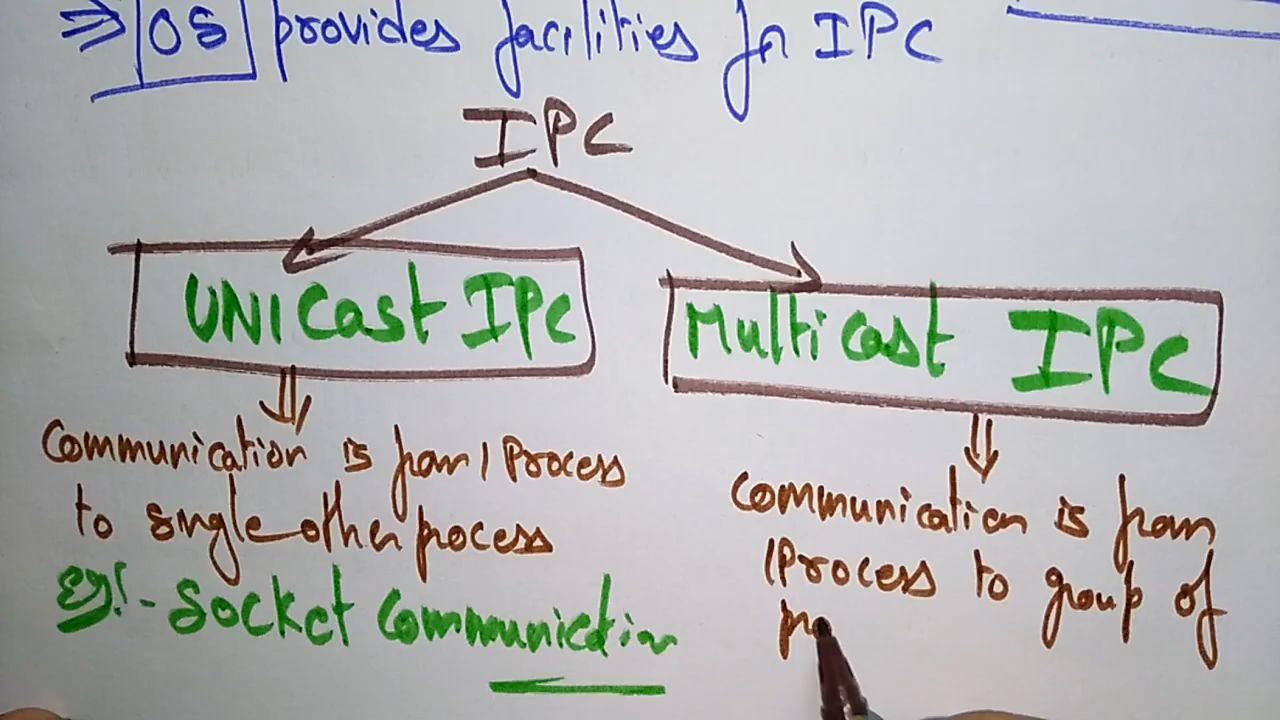 ⇒ OS provides facilities for IPC
IPC
UNICast IPC
Multicast IPC
Communication is from 1 Process
to single other process
Communication is from
1 Process to group of
Ex:- Socket Communication